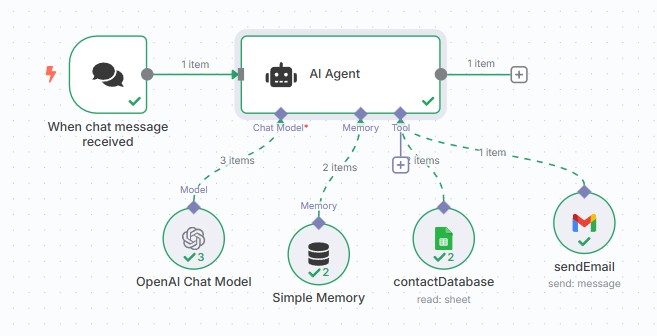 1 item
AI Agent
1 item
When chat message
received
Chat Model*
Memory
Tool
3 items
2 items
items
1 item
Model
Memory
3
2
2
OpenAI Chat Model
Simple Memory
contactDatabase
read: sheet
sendEmail
send: message